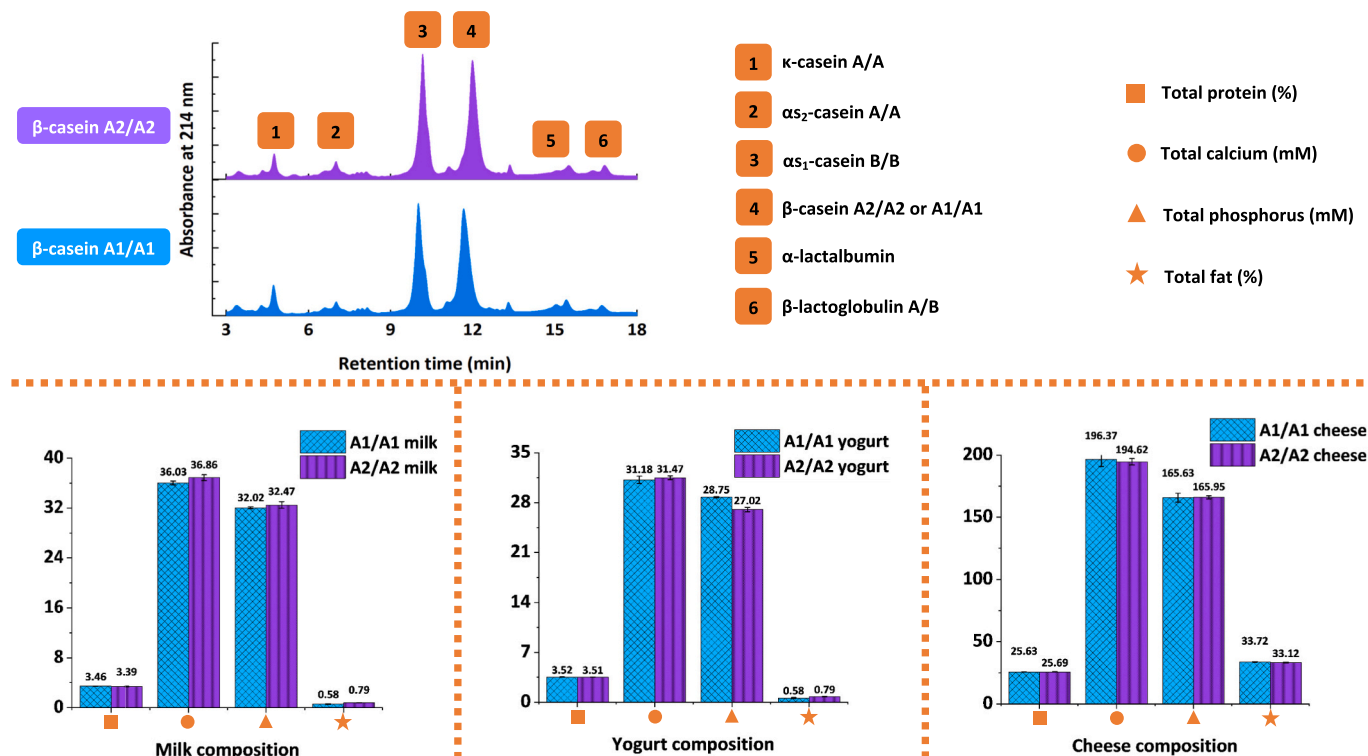 3
4
β-casein A2/A2
1
2
5
6
β-casein A1/A1
Absorbance at 214 nm
3 6 9 12 15 18
Retention time (min)
1 κ-casein A/A
2 αs₂-casein A/A
3 αs₁-casein B/B
4 β-casein A2/A2 or A1/A1
5 α-lactalbumin
6 β-lactoglobulin A/B
Total protein (%)
Total calcium (mM)
Total phosphorus (mM)
Total fat (%)
A1/A1 milk
A2/A2 milk
40
32
24
16
8
0
3.46 3.39 36.03 36.86 32.02 32.47 0.58 0.79
Milk composition
A1/A1 yogurt
A2/A2 yogurt
35
28
21
14
7
0
3.52 3.51 31.18 31.47 28.75 27.02 0.58 0.79
Yogurt composition
A1/A1 cheese
A2/A2 cheese
200
150
100
50
0
25.63 25.69 196.37 194.62 165.63 165.95 33.72 33.12
Cheese composition